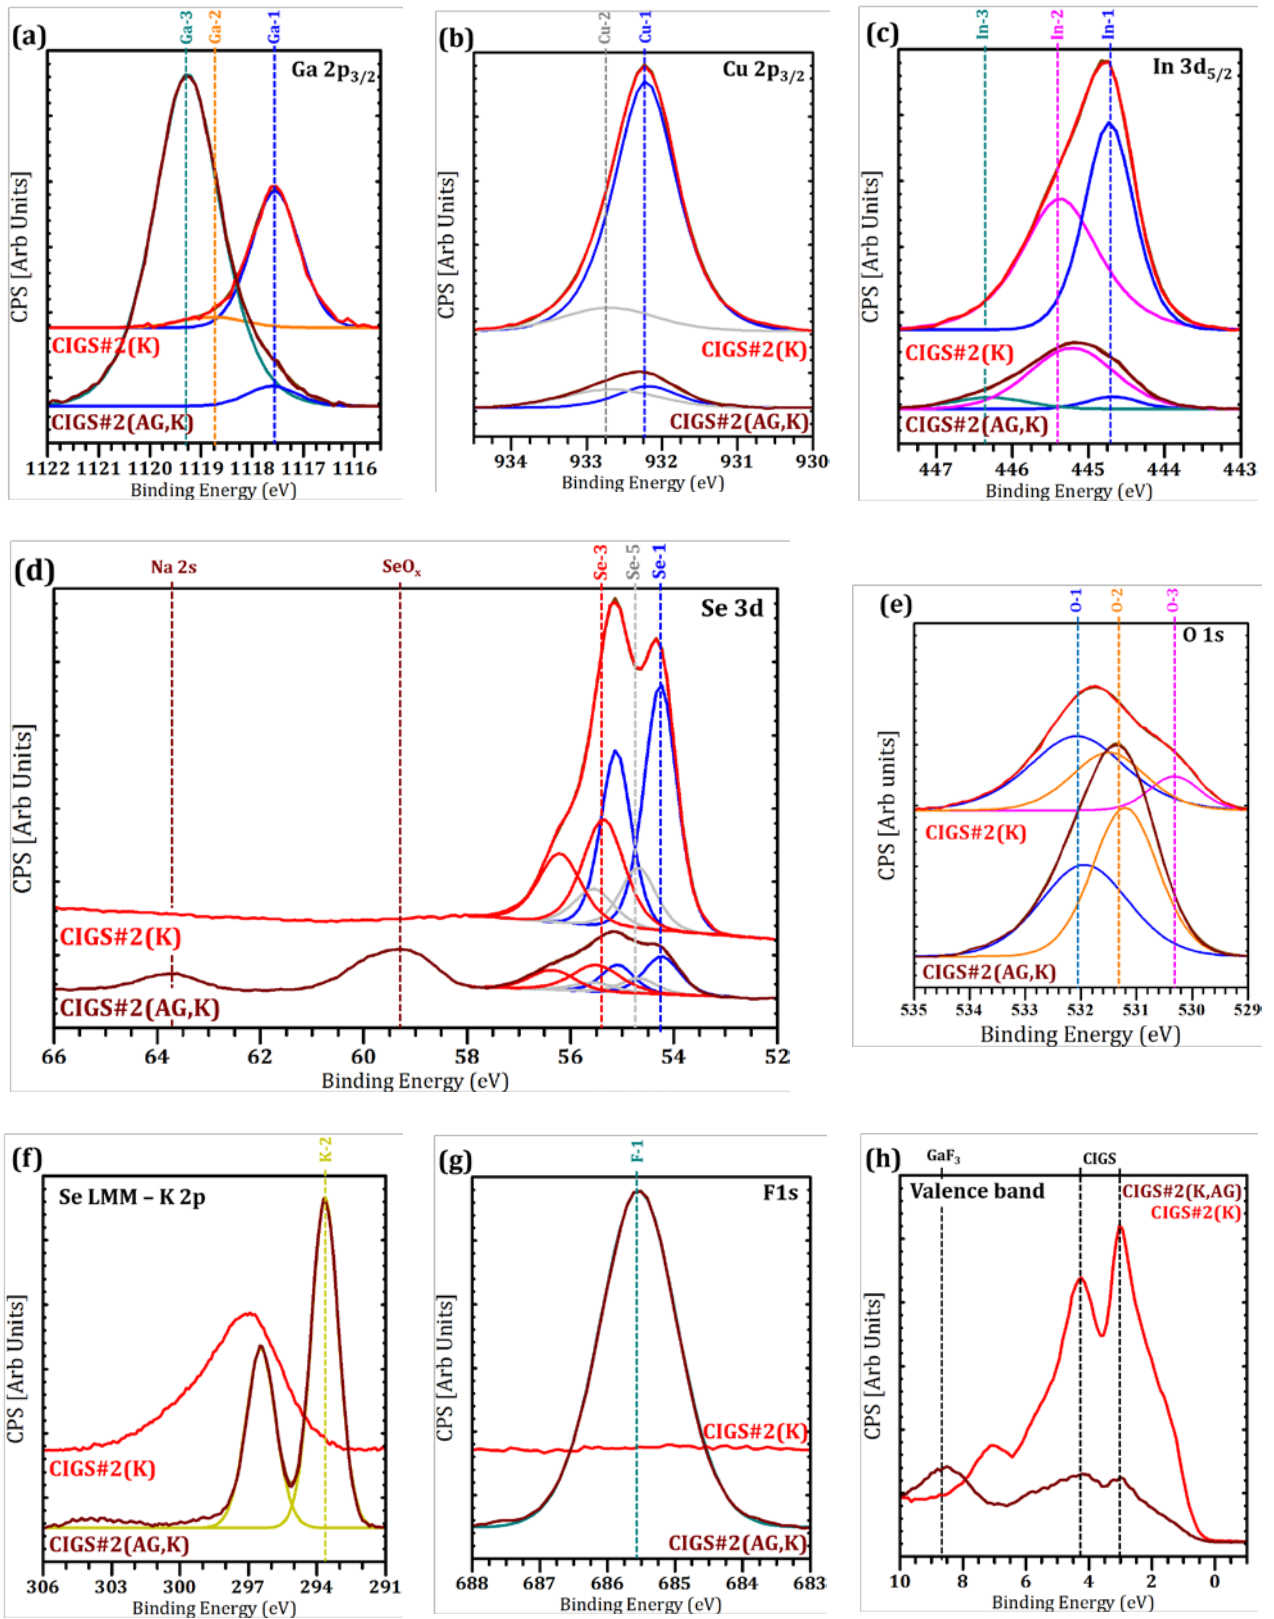 (a)
Ga-3
Ga-2
Ga-1
Ga 2p3/2
CPS [Arb Units]
CIGS#2(K)
CIGS#2(AG,K)
1122 1121 1120 1119 1118 1117 1116
Binding Energy (eV)
(b)
Cu-2
Cu-1
Cu 2p3/2
CPS [Arb Units]
CIGS#2(K)
CIGS#2(AG,K)
934 933 932 931 930
Binding Energy (eV)
(c)
In-3
In-2
In-1
In 3d5/2
CPS [Arb Units]
CIGS#2(K)
CIGS#2(AG,K)
447 446 445 444 443
Binding Energy (eV)
(d)
Na 2s
SeOx
Se-3
Se-5
Se-1
Se 3d
CPS [Arb Units]
CIGS#2(K)
CIGS#2(AG,K)
66 64 62 60 58 56 54 52
Binding Energy (eV)
(e)
O-1
O-2
O-3
O 1s
CPS [Arb units]
CIGS#2(K)
CIGS#2(AG,K)
535 534 533 532 531 530 529
Binding Energy (eV)
(f)
K-2
Se LMM – K 2p
CPS [Arb Units]
CIGS#2(K)
CIGS#2(AG,K)
306 303 300 297 294 291
Binding Energy (eV)
(g)
F-1
F1s
CPS [Arb Units]
CIGS#2(K)
CIGS#2(AG,K)
688 687 686 685 684 683
Binding Energy (eV)
(h)
GaF3
CIGS
Valence band
CIGS#2(K,AG)
CIGS#2(K)
CPS [Arb Units]
10 8 6 4 2 0
Binding Energy (eV)